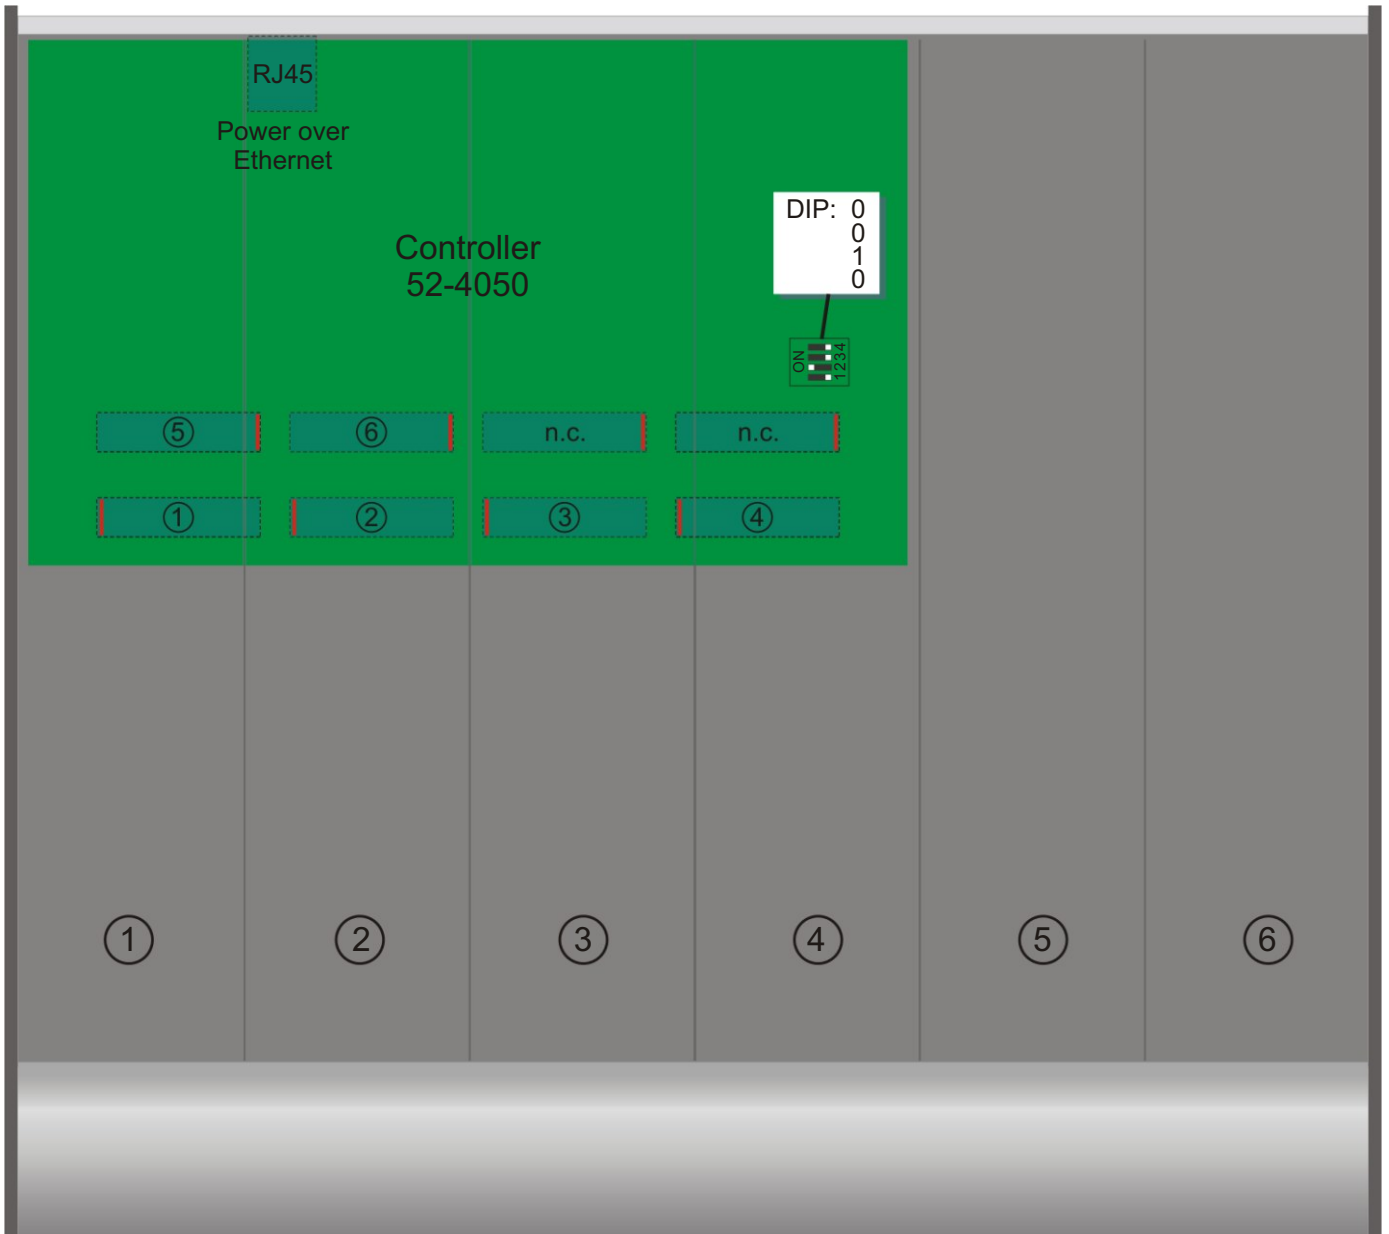 RJ45
Power over
Ethernet
Controller
52-4050
DIP: 0
0
1
0
ON
1234
⑤ ⑥ n.c. n.c.
① ② ③ ④
① ② ③ ④ ⑤ ⑥